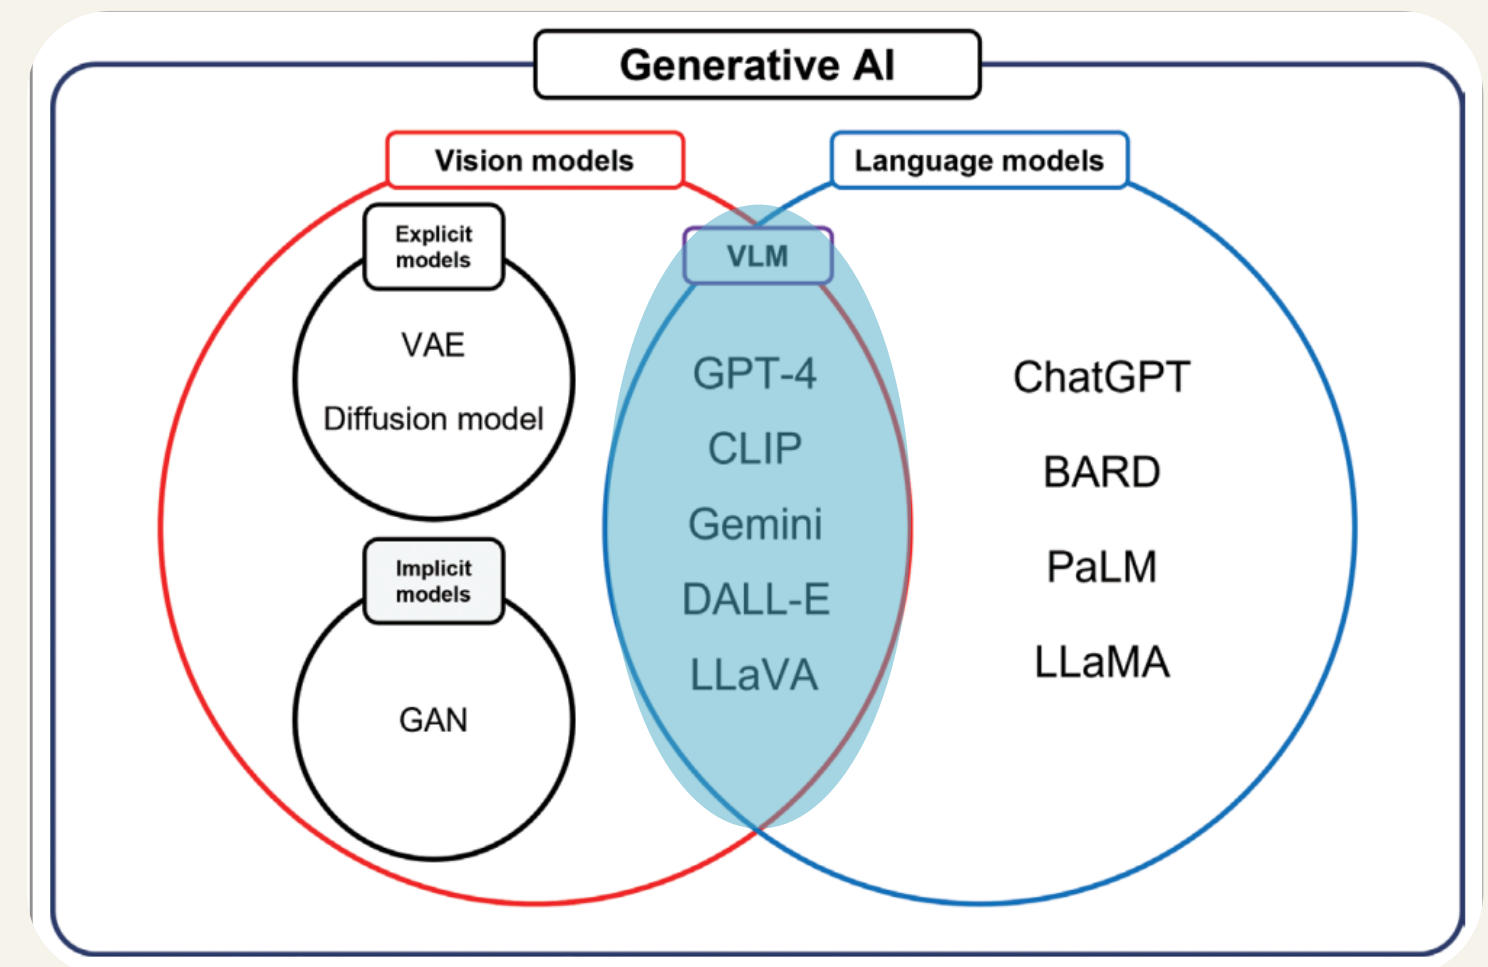 Generative AI
Vision models
Language models
Explicit
models
VAE
Diffusion model
Implicit
models
GAN
VLM
GPT-4
CLIP
Gemini
DALL-E
LLaVA
ChatGPT
BARD
PaLM
LLaMA